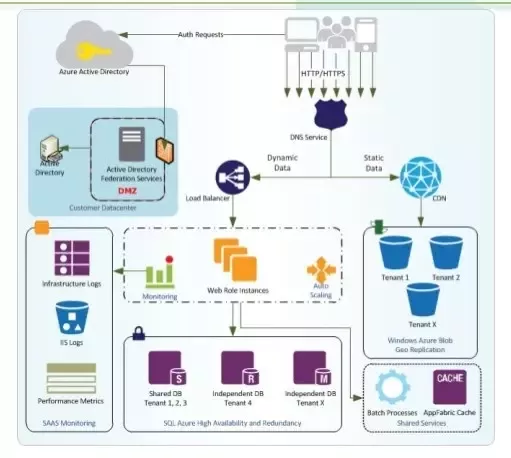 Auth Requests
Azure Active Directory
HTTP/HTTPS
DNS Service
Dynamic
Data
Static
Data
Active
Directory
Active Directory
Federation Services
DMZ
Customer Datacenter
Load Balancer
CDN
Infrastructure Logs
IIS Logs
Performance Metrics
SAAS Monitoring
Monitoring
Web Role Instances
Auto
Scaling
Tenant 1
Tenant 2
Tenant X
Windows Azure Blob
Geo Replication
S
R
M
Shared DB
Tenant 1, 2, 3
Independent DB
Tenant 4
Independent DB
Tenant X
SQL Azure High Availability and Redundancy
CACHE
Batch Processes
AppFabric Cache
Shared Services